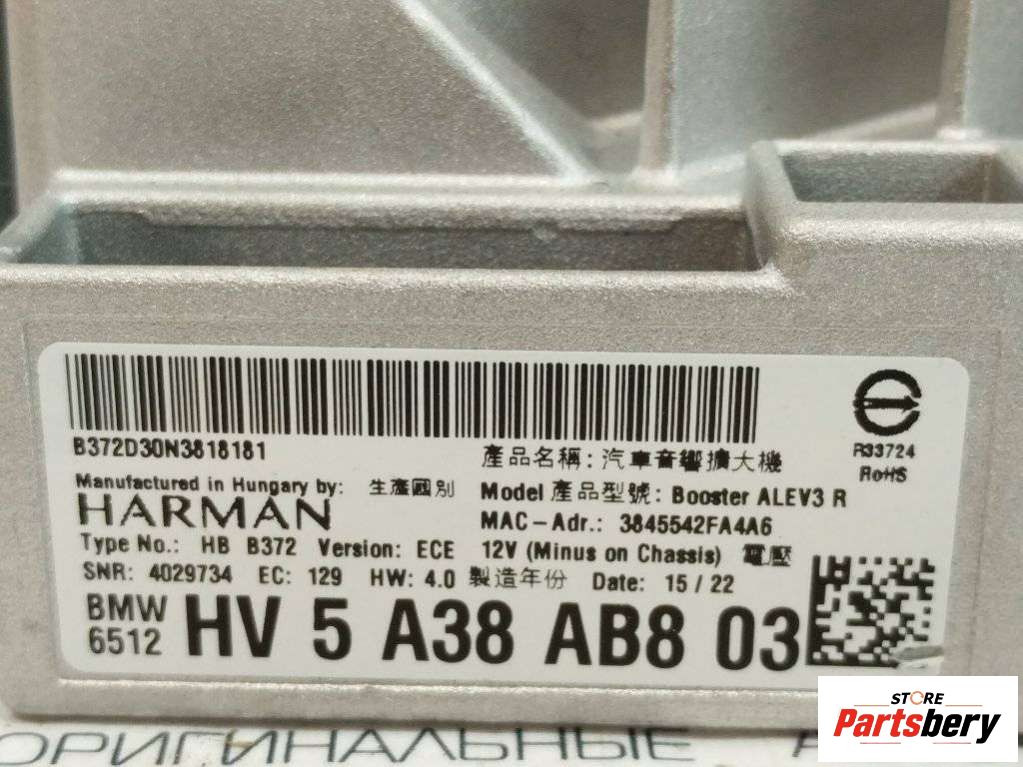 B372D30N3818181
產品名稱: 汽車音響擴大機
R33724
RoHS
Manufactured in Hungary by: 生產國別
HARMAN
Model 產品型號: Booster ALEV3 R
MAC-Adr.: 3845542FA4A6
Type No.: HB B372 Version: ECE 12V (Minus on Chassis) 電壓
SNR: 4029734 EC: 129 HW: 4.0 製造年份 Date: 15 / 22
BMW
6512
HV 5 A38 AB8 03
STORE
Partsbery
ОРИГИНАЛЬНЫЕ